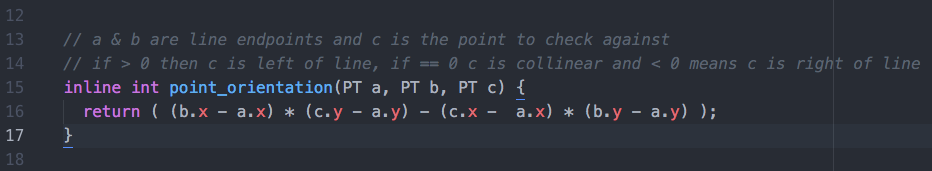 12
13 // a & b are line endpoints and c is the point to check against
14 // if > 0 then c is left of line, if == 0 c is collinear and < 0 means c is right of line
15 inline int point_orientation(PT a, PT b, PT c) {
16 return ( (b.x - a.x) * (c.y - a.y) - (c.x -  a.x) * (b.y - a.y) );
17 }
18